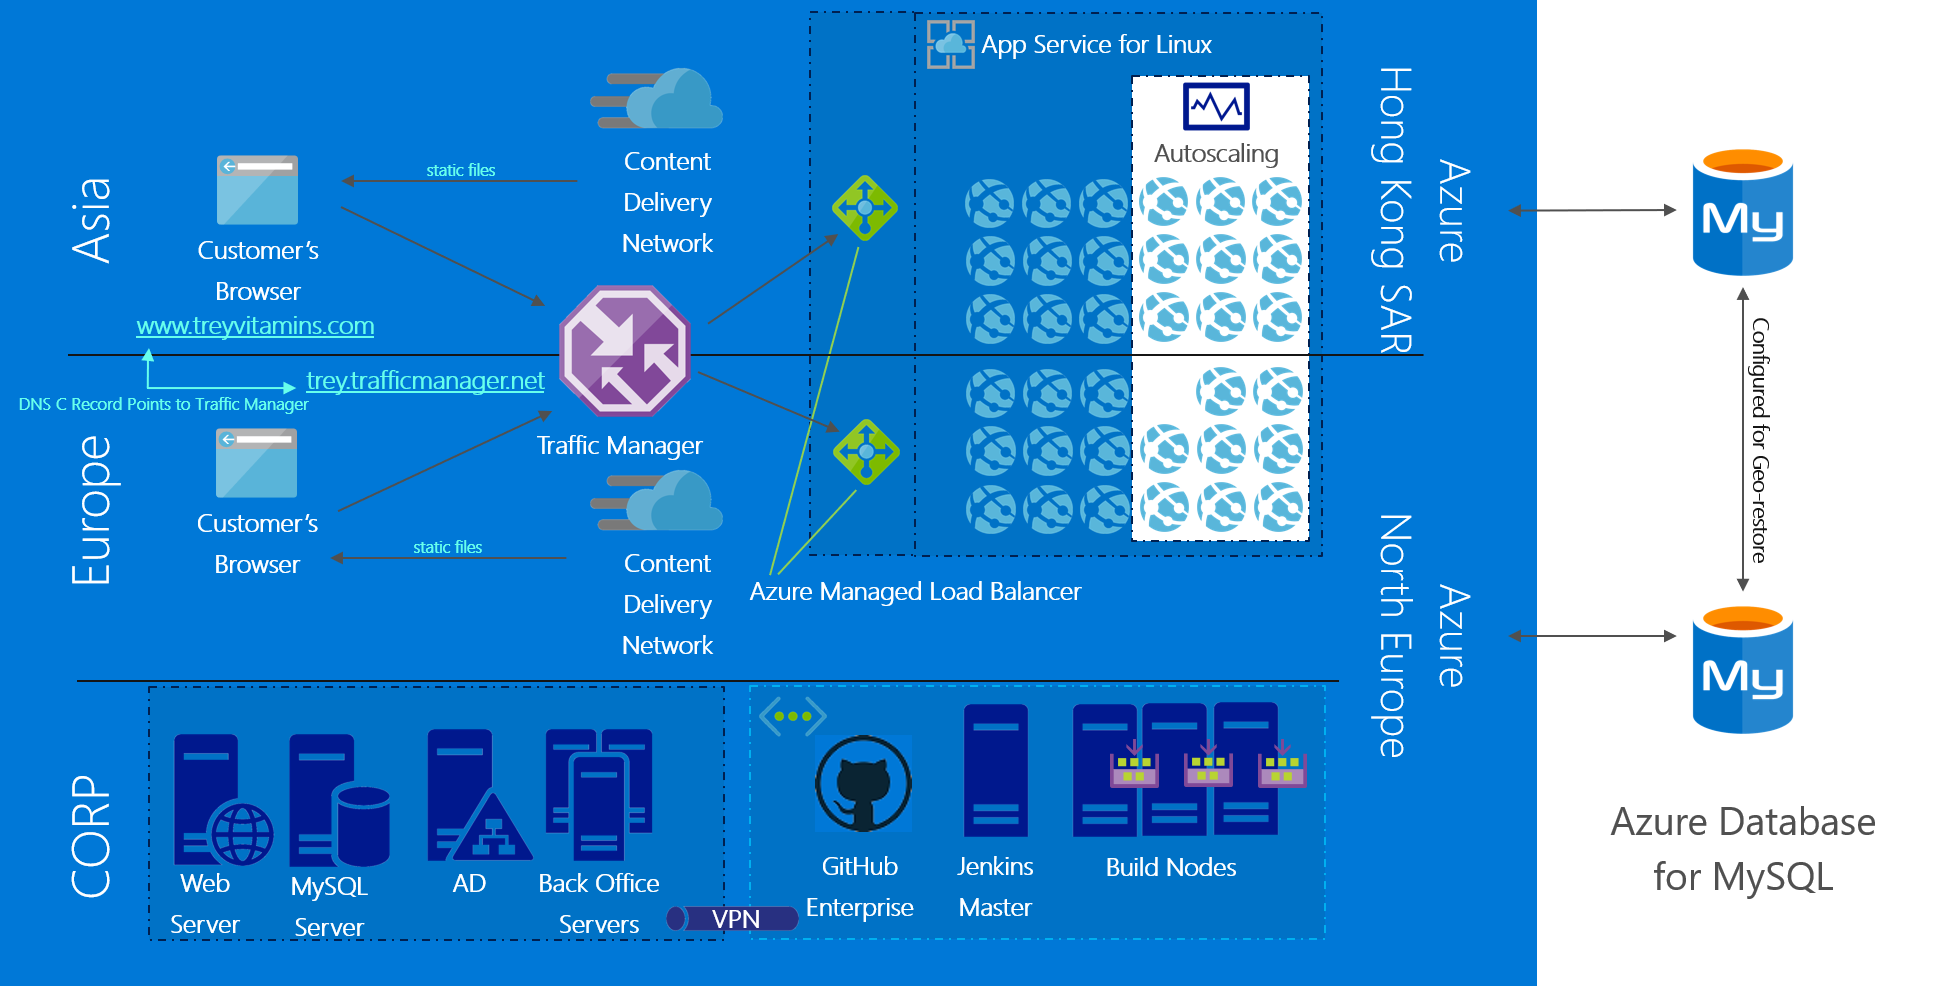 App Service for Linux
Autoscaling
Content
Delivery
Network
static files
Customer's
Browser
www.treyvitamins.com
Asia
Hong Kong SAR
Azure
My
trey.trafficmanager.net
DNS C Record Points to Traffic Manager
Traffic Manager
Configured for Geo-restore
Europe
Customer's
Browser
static files
Content
Delivery
Network
Azure Managed Load Balancer
North Europe
Azure
My
CORP
Web
Server
MySQL
Server
AD
Back Office
Servers
VPN
GitHub
Enterprise
Jenkins
Master
Build Nodes
Azure Database
for MySQL